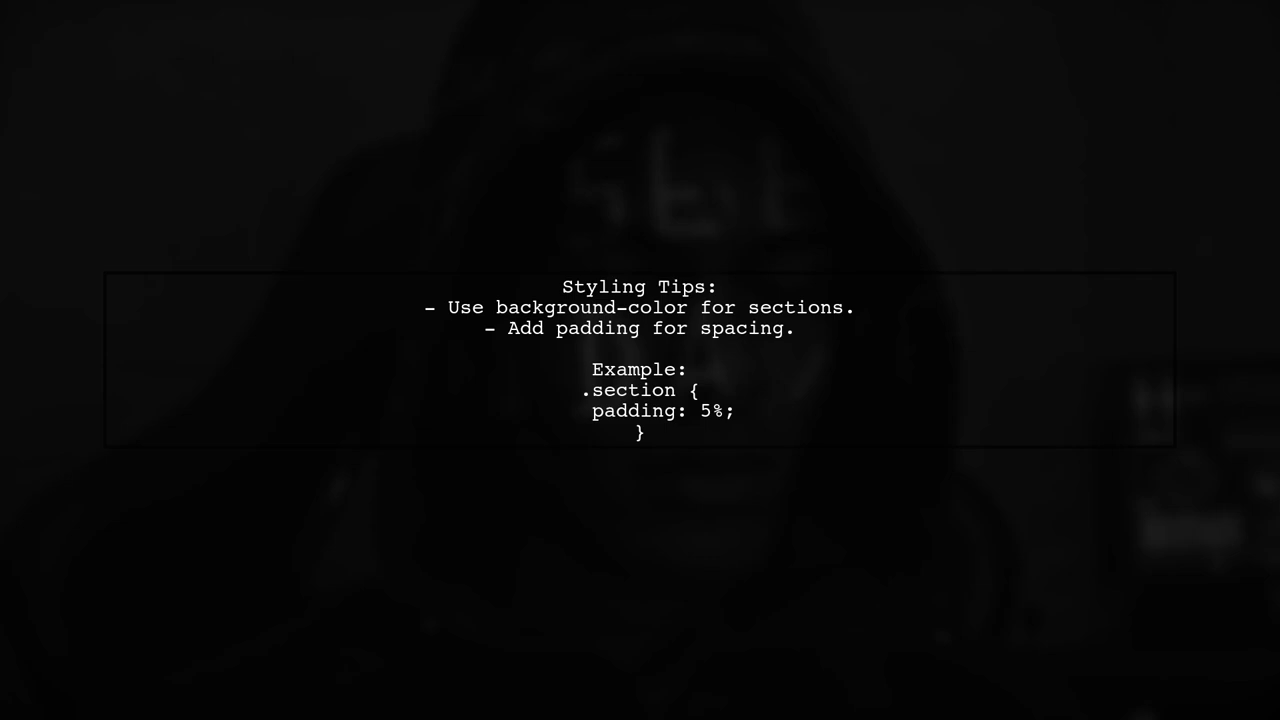 Styling Tips:
- Use background-color for sections.
- Add padding for spacing.
Example:
.section {
padding: 5%;
}